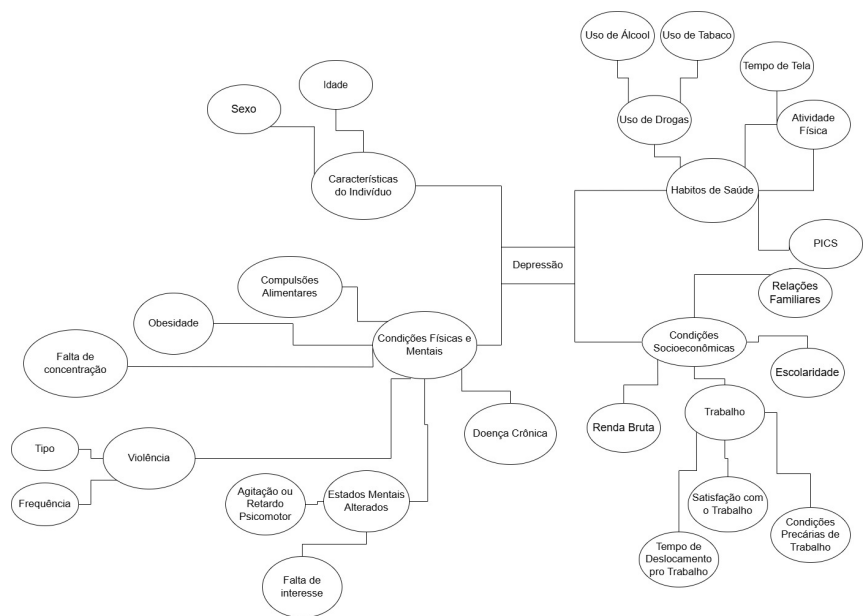 Uso de Álcool
Uso de Tabaco
Idade
Tempo de Tela
Sexo
Uso de Drogas
Atividade
Física
Características
do Indivíduo
Habitos de Saúde
PICS
Depressão
Compulsões
Alimentares
Relações
Familiares
Obesidade
Condições Físicas e
Mentais
Condições
Socioeconômicas
Falta de
concentração
Escolaridade
Trabalho
Renda Bruta
Doença Crônica
Tipo
Violência
Frequência
Agitação ou
Retardo
Psicomotor
Estados Mentais
Alterados
Satisfação com
o Trabalho
Condições
Precárias de
Trabalho
Tempo de
Deslocamento
pro Trabalho
Falta de
interesse